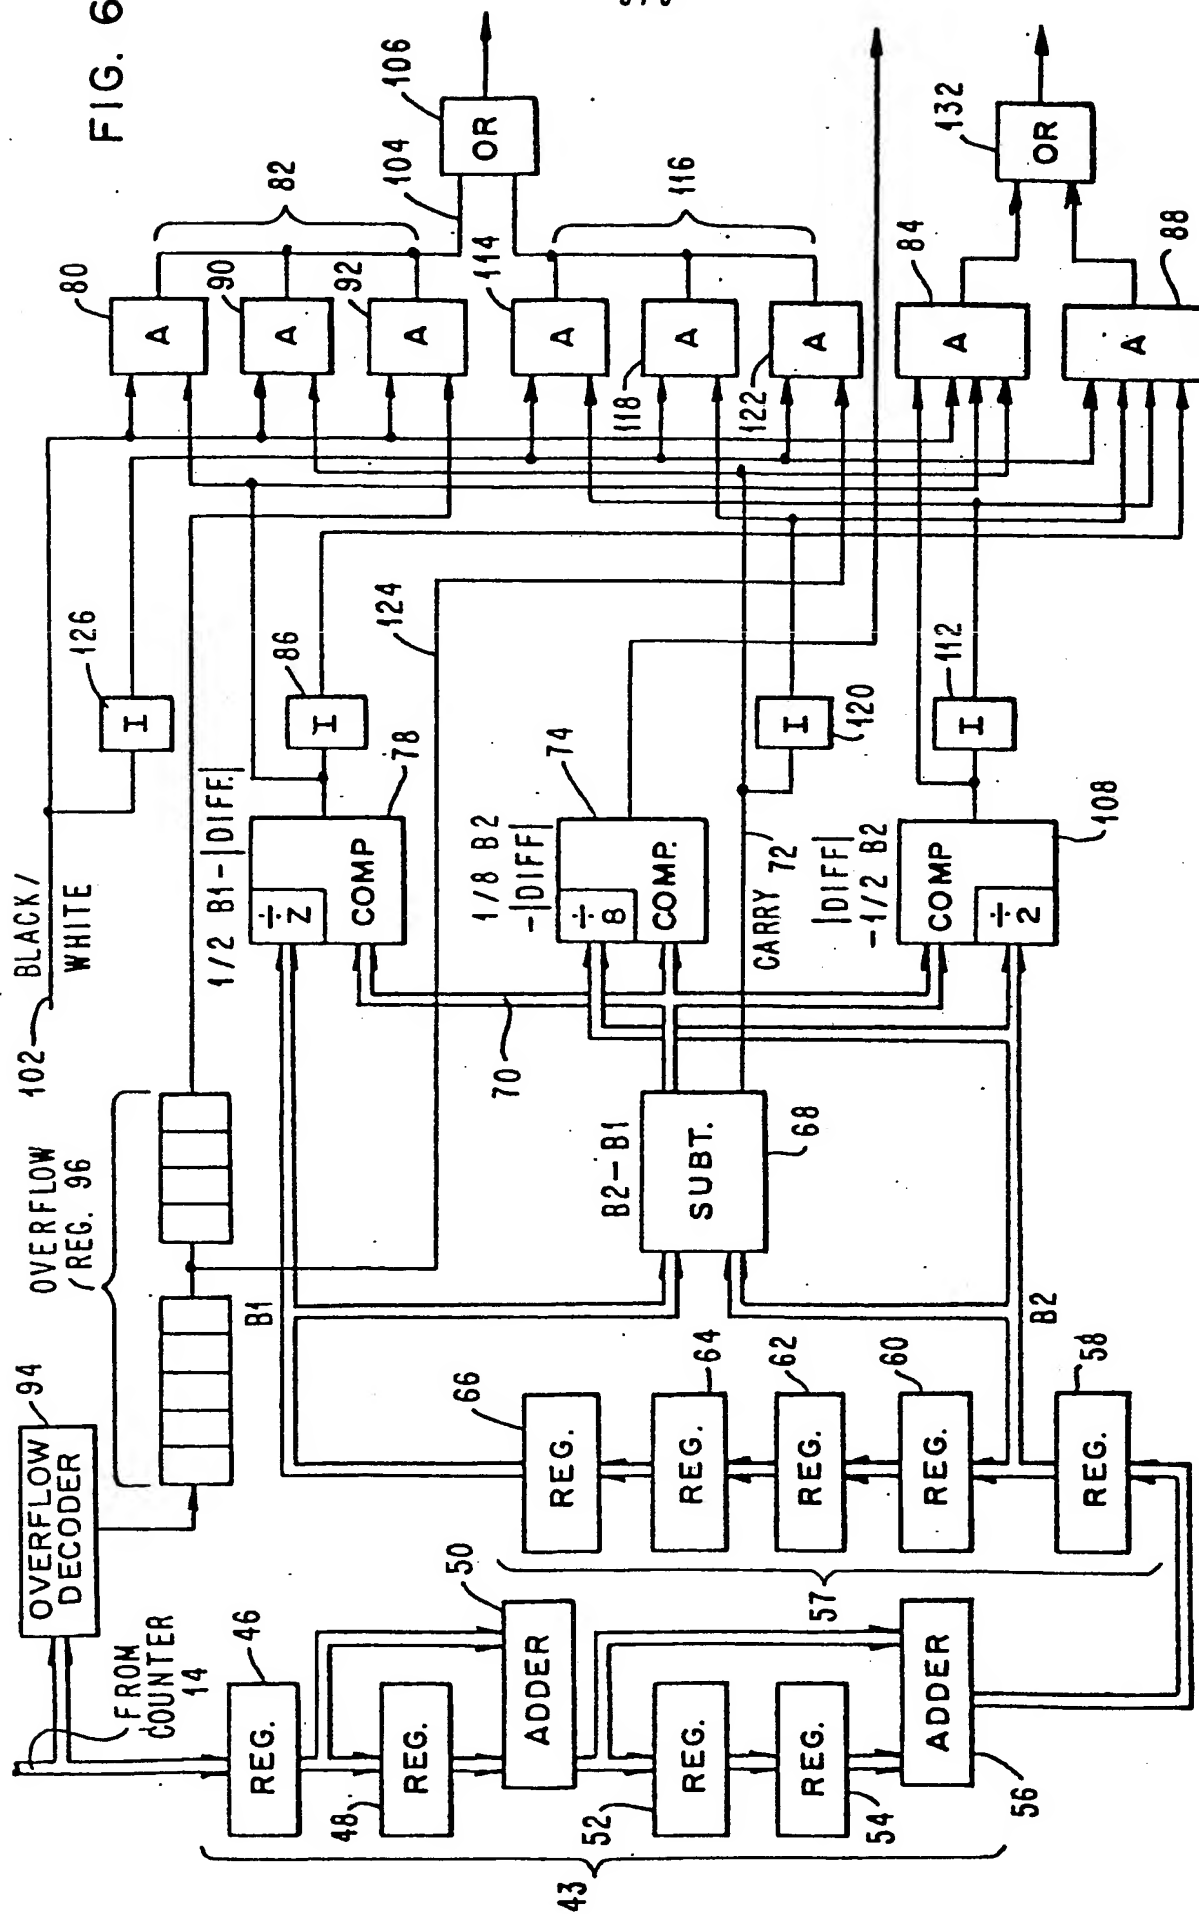 FIG. 6
OVERFLOW
DECODER
94
FROM
COUNTER
14
OVERFLOW
REG. 96
102
BLACK/
WHITE
126
I
80
A
90
A
92
A
82
104
106
OR
114
A
118
A
122
A
116
84
A
88
A
132
OR
B1
1/2 B1-|DIFF.|
÷
Z
COMP
78
I
86
124
1/8 B2
-|DIFF|
÷
8
COMP.
74
CARRY 72
I
120
|DIFF|
-1/2 B2
COMP
÷
2
108
I
112
70
B2-B1
SUBT.
68
B2
46
REG.
48
REG.
50
ADDER
52
REG.
54
REG.
56
ADDER
43
66
REG.
64
REG.
62
REG.
60
REG.
58
REG.
57